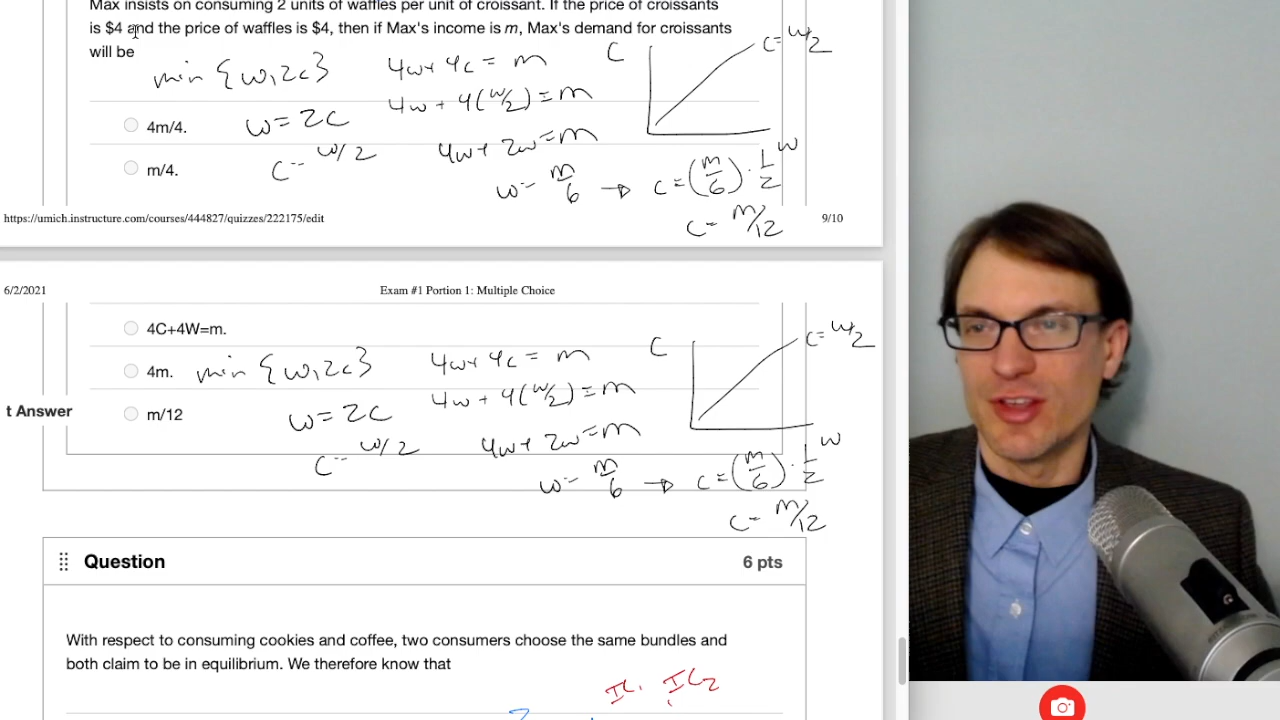 Max insists on consuming 2 units of waffles per unit of croissant. If the price of croissants
is $4 and the price of waffles is $4, then if Max's income is m, Max's demand for croissants
will be
min {w,2c}
4w+4c = m
C
c=w/2
4w+4(w/2)=m
4m/4.
w=2c
4w+2w=m
c=w/2
w
m/4.
w=m/6 → c=(m/6)·1/2
c=m/12
https://umich.instructure.com/courses/444827/quizzes/222175/edit
9/10
6/2/2021
Exam #1 Portion 1: Multiple Choice
4C+4W=m.
C
c=w/2
4m.
min {w,2c}
4w+4c = m
4w+4(w/2)=m
t Answer
m/12
w=2c
4w+2w=m
c=w/2
w
w=m/6 → c=(m/6)·1/2
c=m/12
Question
6 pts
With respect to consuming cookies and coffee, two consumers choose the same bundles and
both claim to be in equilibrium. We therefore know that
IC1 IC2